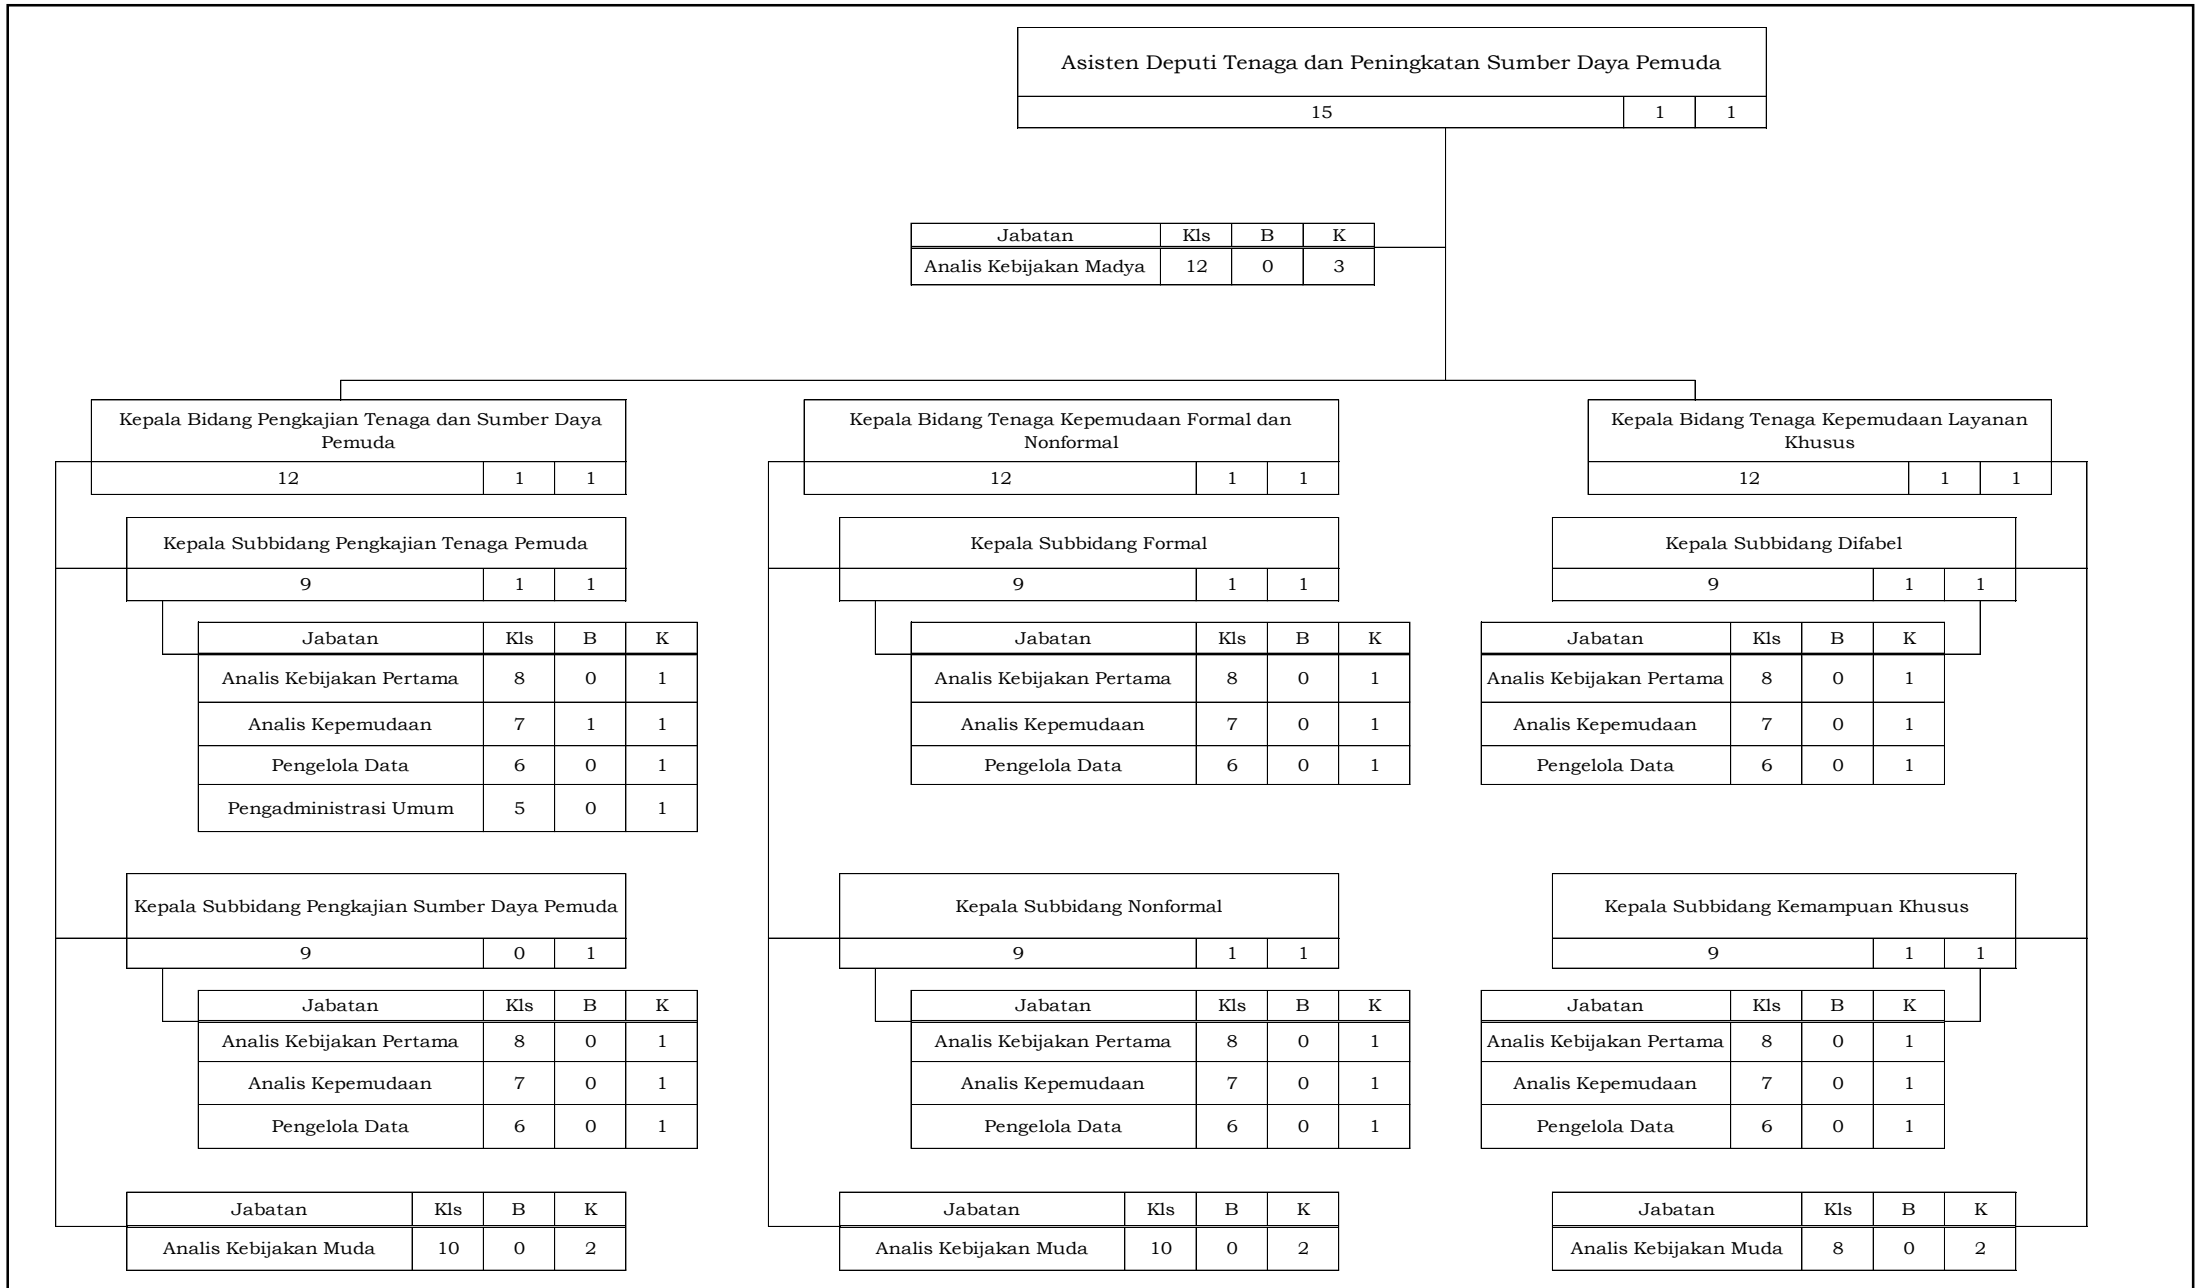 Asisten Deputi Tenaga dan Peningkatan Sumber Daya Pemuda
15 1 1
Jabatan Kls B K
Analis Kebijakan Madya 12 0 3
Kepala Bidang Pengkajian Tenaga dan Sumber Daya
Pemuda
12 1 1
Kepala Subbidang Pengkajian Tenaga Pemuda
9 1 1
Jabatan Kls B K
Analis Kebijakan Pertama 8 0 1
Analis Kepemudaan 7 1 1
Pengelola Data 6 0 1
Pengadministrasi Umum 5 0 1
Kepala Subbidang Pengkajian Sumber Daya Pemuda
9 0 1
Jabatan Kls B K
Analis Kebijakan Pertama 8 0 1
Analis Kepemudaan 7 0 1
Pengelola Data 6 0 1
Jabatan Kls B K
Analis Kebijakan Muda 10 0 2
Kepala Bidang Tenaga Kepemudaan Formal dan
Nonformal
12 1 1
Kepala Subbidang Formal
9 1 1
Jabatan Kls B K
Analis Kebijakan Pertama 8 0 1
Analis Kepemudaan 7 0 1
Pengelola Data 6 0 1
Kepala Subbidang Nonformal
9 1 1
Jabatan Kls B K
Analis Kebijakan Pertama 8 0 1
Analis Kepemudaan 7 0 1
Pengelola Data 6 0 1
Jabatan Kls B K
Analis Kebijakan Muda 10 0 2
Kepala Bidang Tenaga Kepemudaan Layanan
Khusus
12 1 1
Kepala Subbidang Difabel
9 1 1
Jabatan Kls B K
Analis Kebijakan Pertama 8 0 1
Analis Kepemudaan 7 0 1
Pengelola Data 6 0 1
Kepala Subbidang Kemampuan Khusus
9 1 1
Jabatan Kls B K
Analis Kebijakan Pertama 8 0 1
Analis Kepemudaan 7 0 1
Pengelola Data 6 0 1
Jabatan Kls B K
Analis Kebijakan Muda 8 0 2